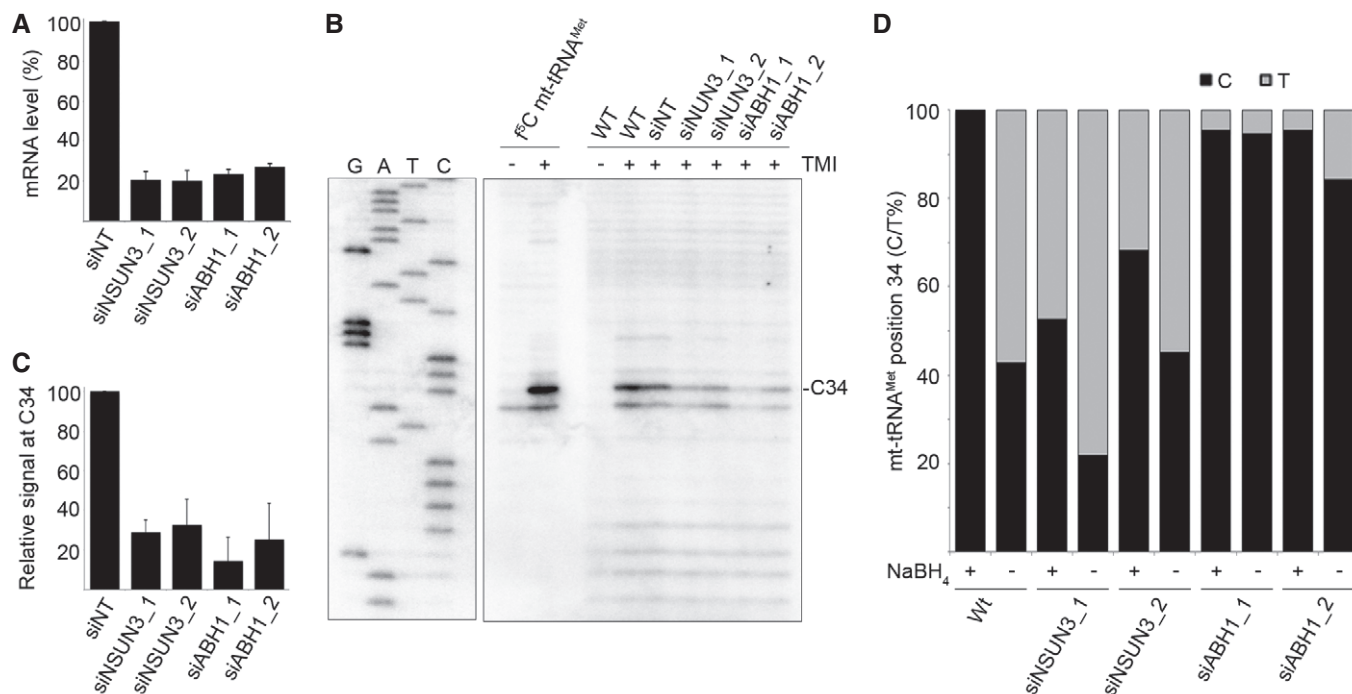 A
mRNA level (%)
100
80
60
40
20
siNT
siNSUN3_1
siNSUN3_2
siABH1_1
siABH1_2
B
f⁵C mt-tRNAᴹᵉᵗ
WT
WT
siNT
siNUN3_1
siNUN3_2
siABH1_1
siABH1_2
- + - + + + + + + TMI
G A T C
-C34
C
Relative signal at C34
100
80
60
40
20
siNT
siNSUN3_1
siNSUN3_2
siABH1_1
siABH1_2
D
C T
mt-tRNAᴹᵉᵗ position 34 (C/T%)
100
80
60
40
20
NaBH₄ + - + - + - + - + -
Wt
siNSUN3_1
siNSUN3_2
siABH1_1
siABH1_2